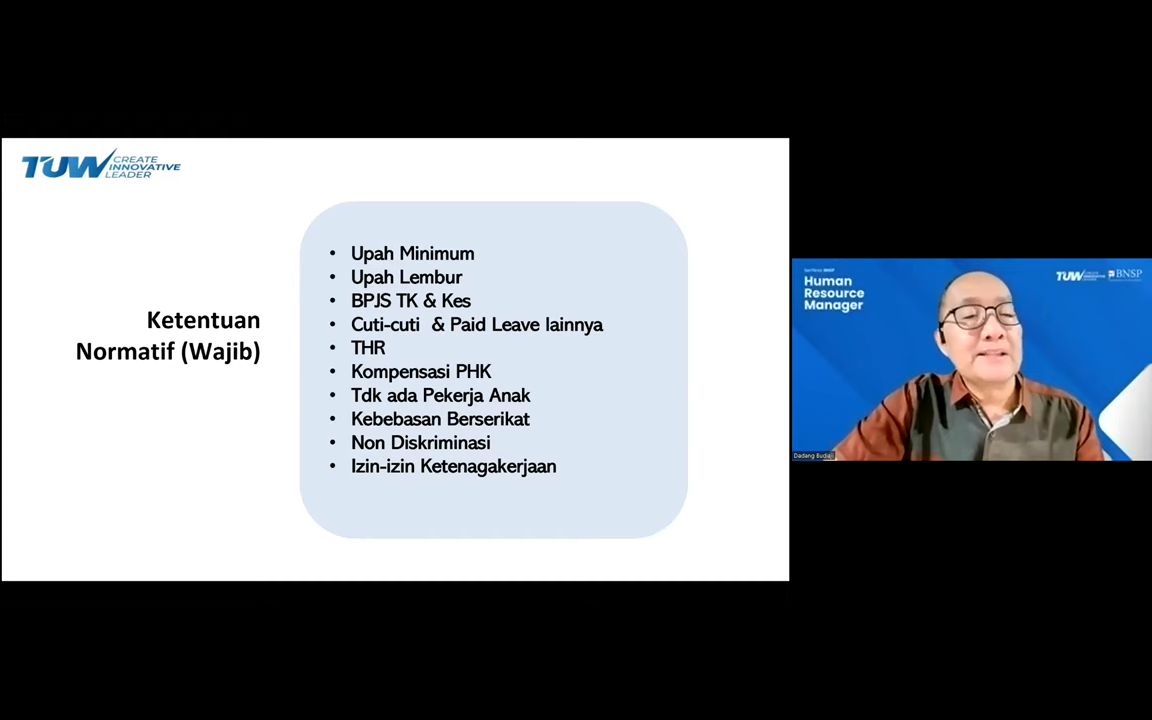 TUW CREATE
INNOVATIVE
LEADER
Ketentuan
Normatif (Wajib)
• Upah Minimum
• Upah Lembur
• BPJS TK & Kes
• Cuti-cuti & Paid Leave lainnya
• THR
• Kompensasi PHK
• Tdk ada Pekerja Anak
• Kebebasan Berserikat
• Non Diskriminasi
• Izin-izin Ketenagakerjaan
Human
Resource
Manager
TUW
BNSP
Dadang Budiaji